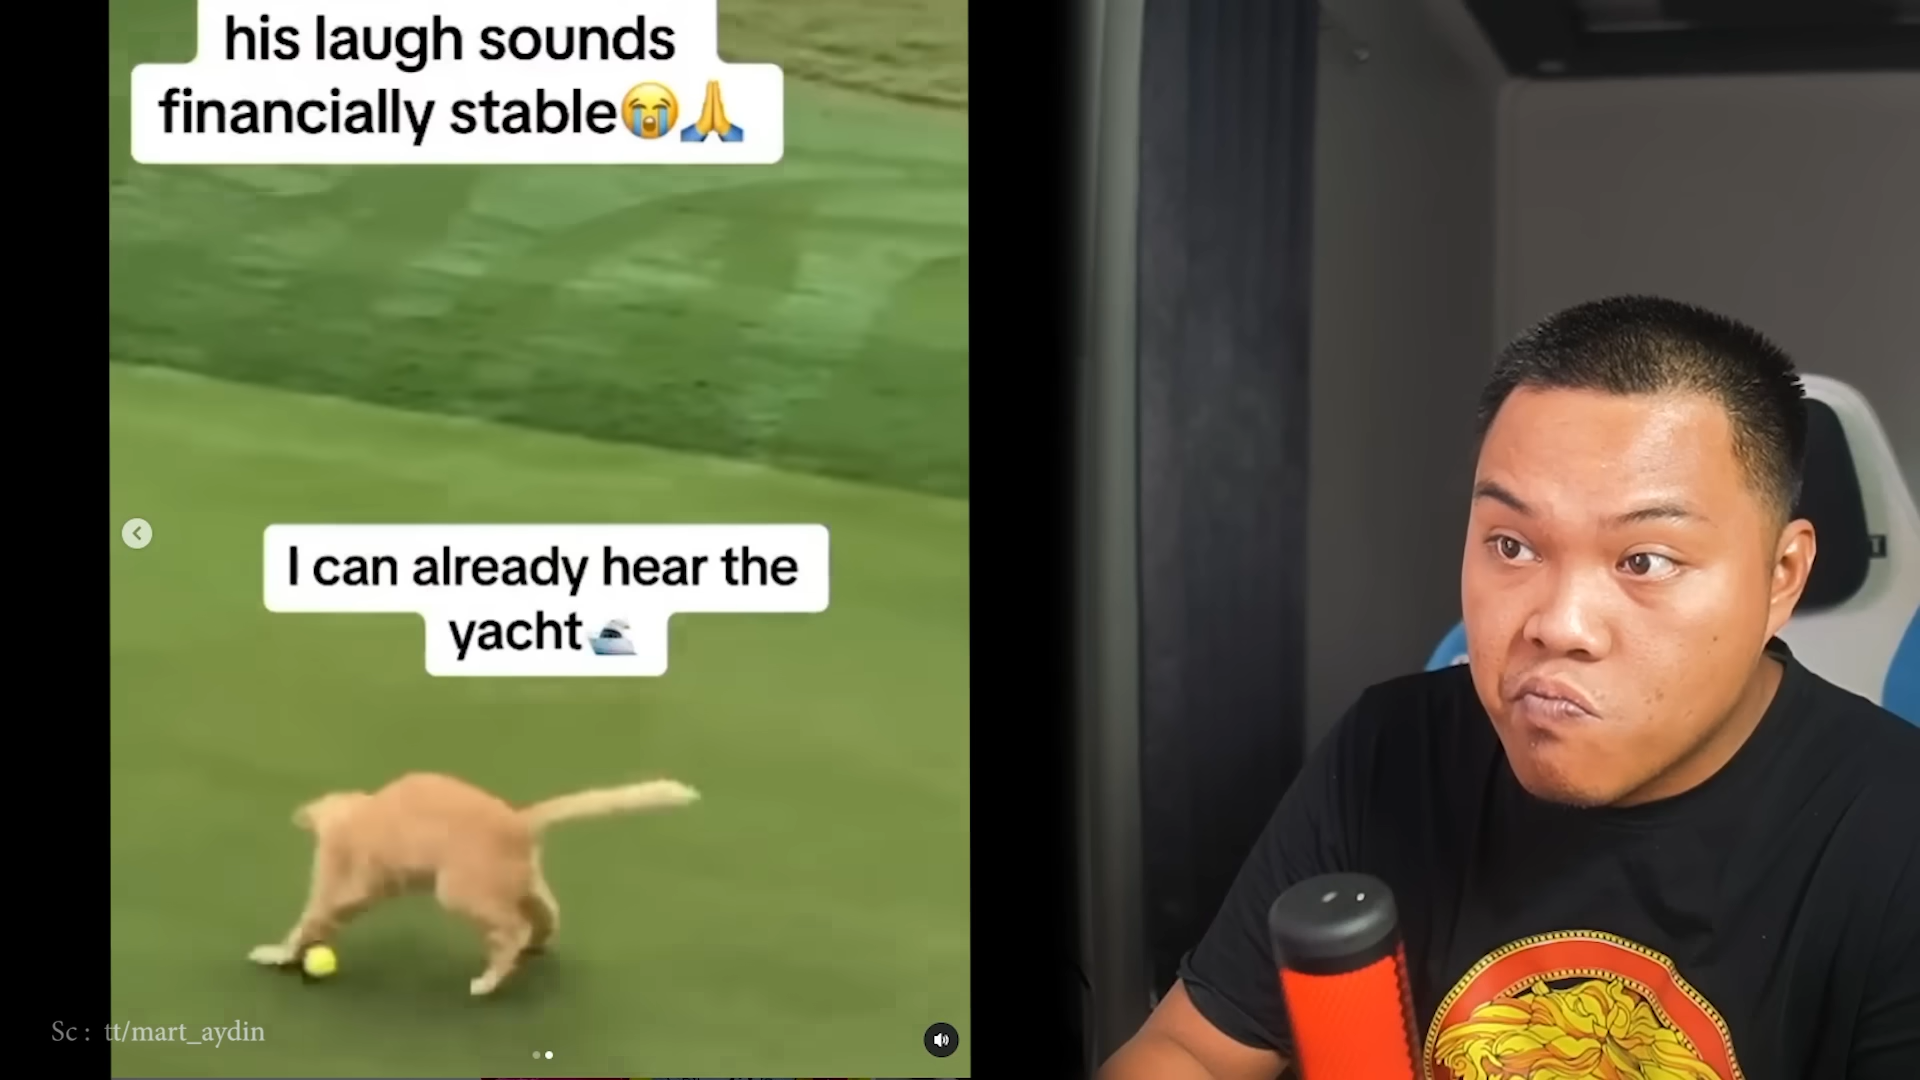 his laugh sounds
financially stable😭🙏
I can already hear the
yacht🛥️
Sc : tt/mart_aydin